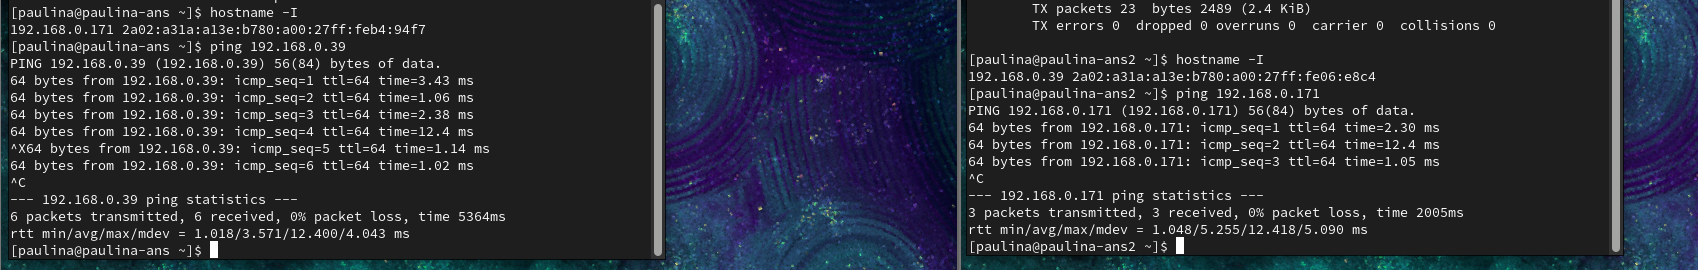 [paulina@paulina-ans ~]$ hostname -I
192.168.0.171 2a02:a31a:a13e:b780:a00:27ff:feb4:94f7
[paulina@paulina-ans ~]$ ping 192.168.0.39
PING 192.168.0.39 (192.168.0.39) 56(84) bytes of data.
64 bytes from 192.168.0.39: icmp_seq=1 ttl=64 time=3.43 ms
64 bytes from 192.168.0.39: icmp_seq=2 ttl=64 time=1.06 ms
64 bytes from 192.168.0.39: icmp_seq=3 ttl=64 time=2.38 ms
64 bytes from 192.168.0.39: icmp_seq=4 ttl=64 time=12.4 ms
^X64 bytes from 192.168.0.39: icmp_seq=5 ttl=64 time=1.14 ms
64 bytes from 192.168.0.39: icmp_seq=6 ttl=64 time=1.02 ms
^C
--- 192.168.0.39 ping statistics ---
6 packets transmitted, 6 received, 0% packet loss, time 5364ms
rtt min/avg/max/mdev = 1.018/3.571/12.400/4.043 ms
[paulina@paulina-ans ~]$
TX packets 23  bytes 2489 (2.4 KiB)
TX errors 0  dropped 0 overruns 0  carrier 0  collisions 0
[paulina@paulina-ans2 ~]$ hostname -I
192.168.0.39 2a02:a31a:a13e:b780:a00:27ff:fe06:e8c4
[paulina@paulina-ans2 ~]$ ping 192.168.0.171
PING 192.168.0.171 (192.168.0.171) 56(84) bytes of data.
64 bytes from 192.168.0.171: icmp_seq=1 ttl=64 time=2.30 ms
64 bytes from 192.168.0.171: icmp_seq=2 ttl=64 time=12.4 ms
64 bytes from 192.168.0.171: icmp_seq=3 ttl=64 time=1.05 ms
^C
--- 192.168.0.171 ping statistics ---
3 packets transmitted, 3 received, 0% packet loss, time 2005ms
rtt min/avg/max/mdev = 1.048/5.255/12.418/5.090 ms
[paulina@paulina-ans2 ~]$